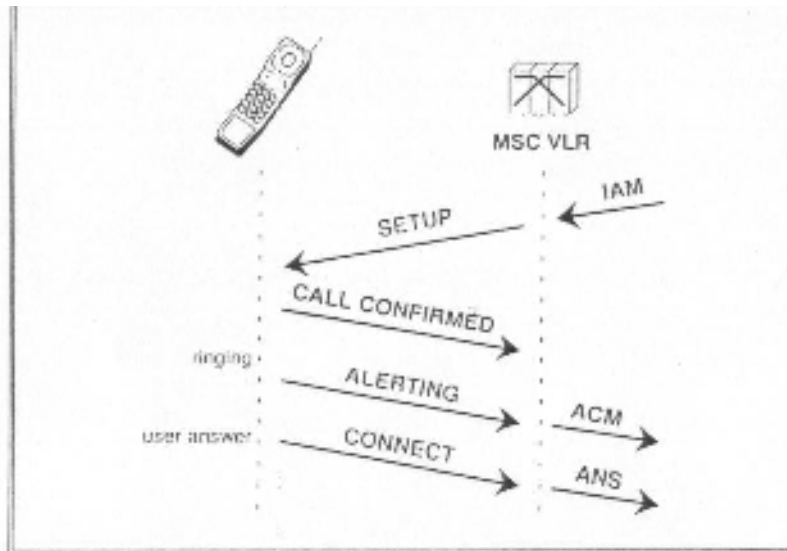 MSC VLR
IAM
SETUP
CALL CONFIRMED
ringing
ALERTING
ACM
user answer
CONNECT
ANS